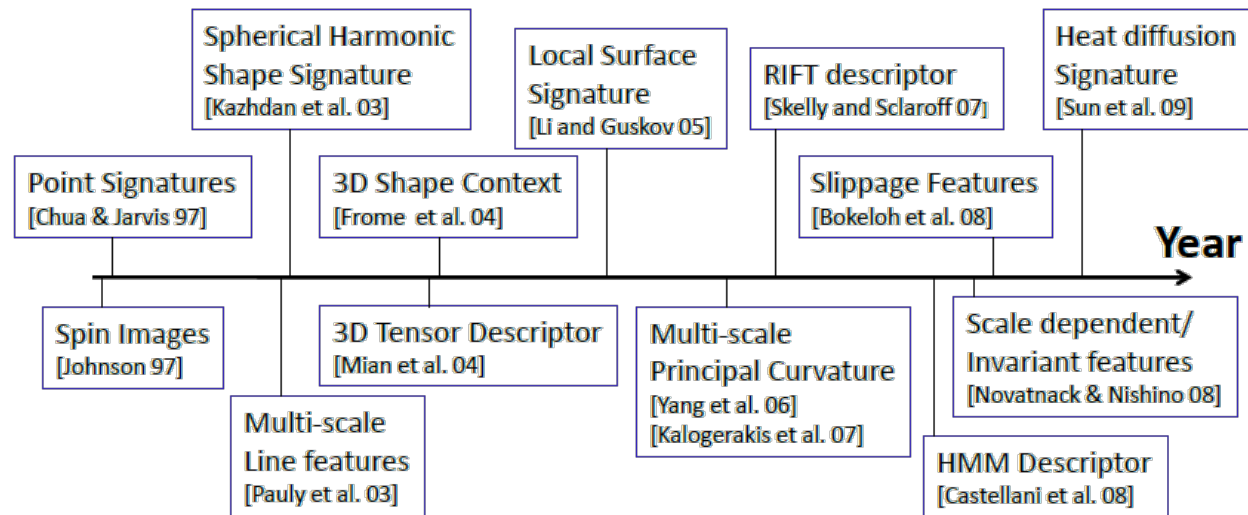 Spherical Harmonic
Shape Signature
[Kazhdan et al. 03]
Local Surface
Signature
[Li and Guskov 05]
RIFT descriptor
[Skelly and Sclaroff 07]
Heat diffusion
Signature
[Sun et al. 09]
Point Signatures
[Chua & Jarvis 97]
3D Shape Context
[Frome et al. 04]
Slippage Features
[Bokeloh et al. 08]
Year
Spin Images
[Johnson 97]
3D Tensor Descriptor
[Mian et al. 04]
Multi-scale
Principal Curvature
[Yang et al. 06]
[Kalogerakis et al. 07]
Scale dependent/
Invariant features
[Novatnack & Nishino 08]
Multi-scale
Line features
[Pauly et al. 03]
HMM Descriptor
[Castellani et al. 08]